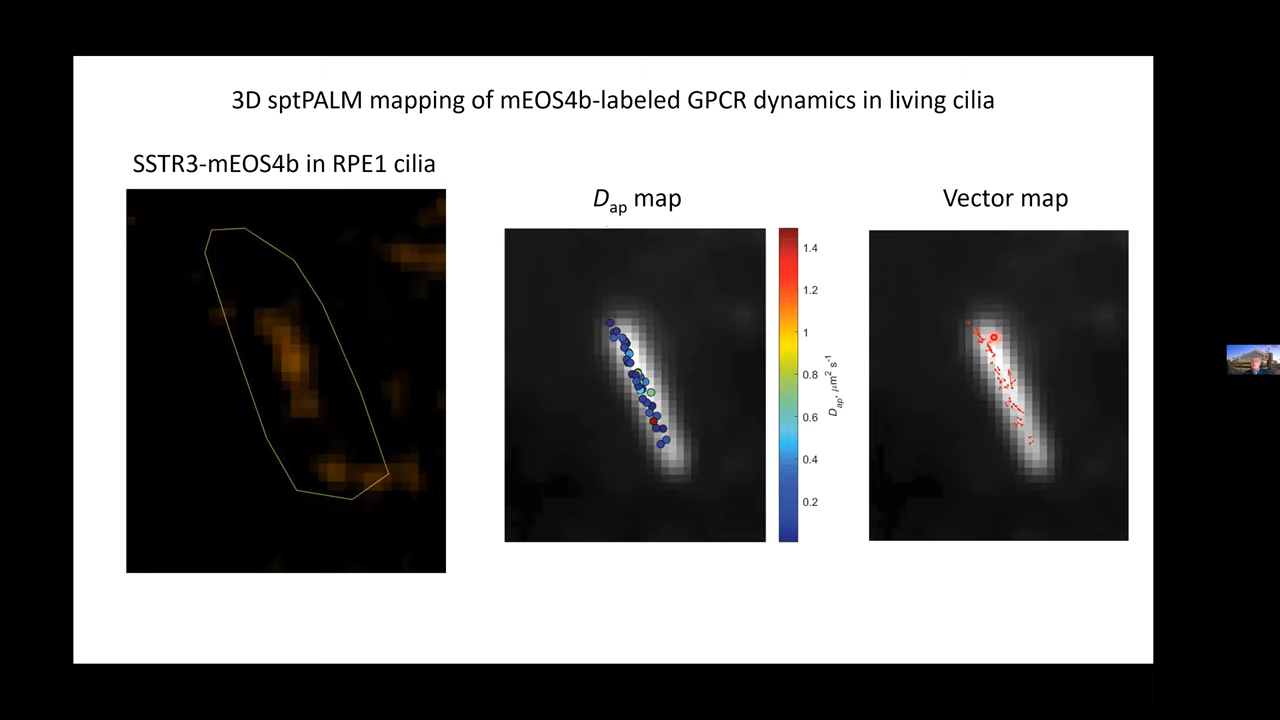 3D sptPALM mapping of mEOS4b-labeled GPCR dynamics in living cilia
SSTR3-mEOS4b in RPE1 cilia
Dap map
Vector map
1.4
1.2
1
0.8
0.6
0.4
0.2
Dap, μm² s⁻¹